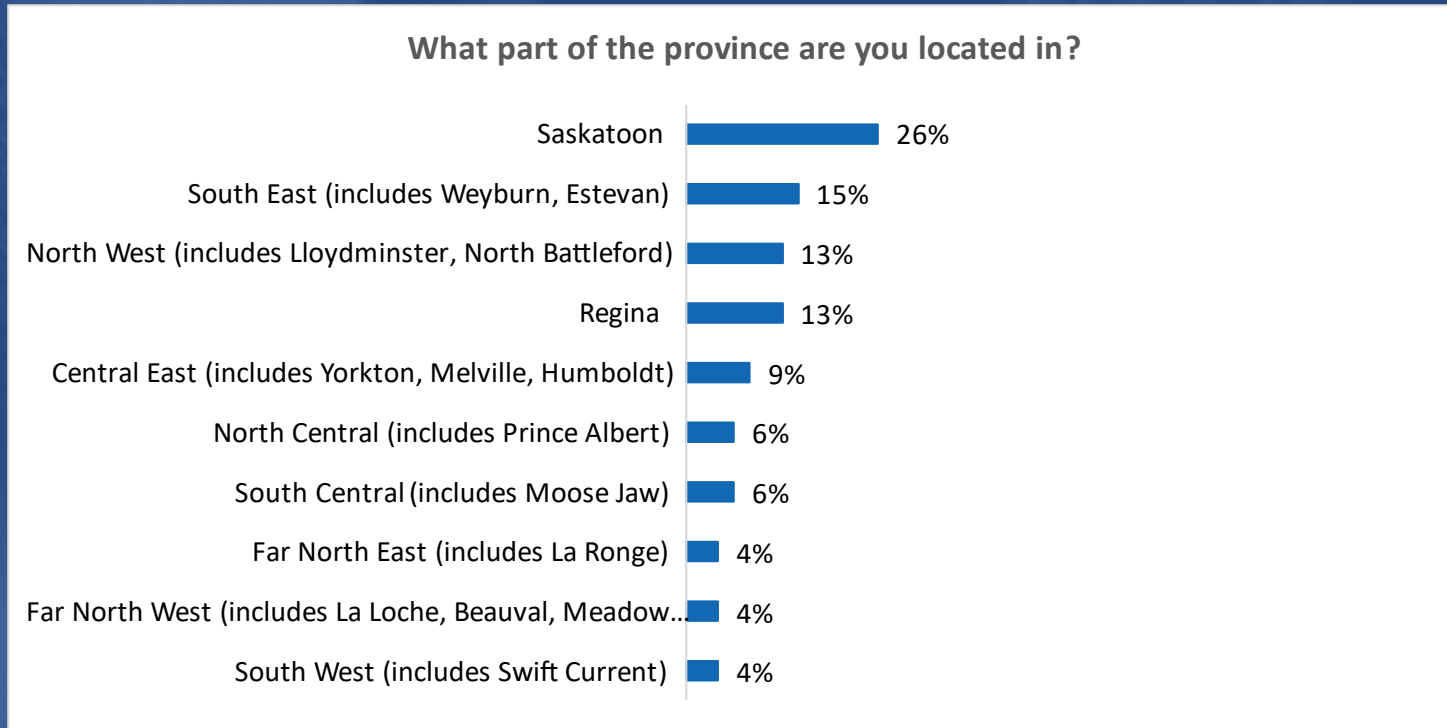 What part of the province are you located in?
Saskatoon 26%
South East (includes Weyburn, Estevan) 15%
North West (includes Lloydminster, North Battleford) 13%
Regina 13%
Central East (includes Yorkton, Melville, Humboldt) 9%
North Central (includes Prince Albert) 6%
South Central (includes Moose Jaw) 6%
Far North East (includes La Ronge) 4%
Far North West (includes La Loche, Beauval, Meadow... 4%
South West (includes Swift Current) 4%